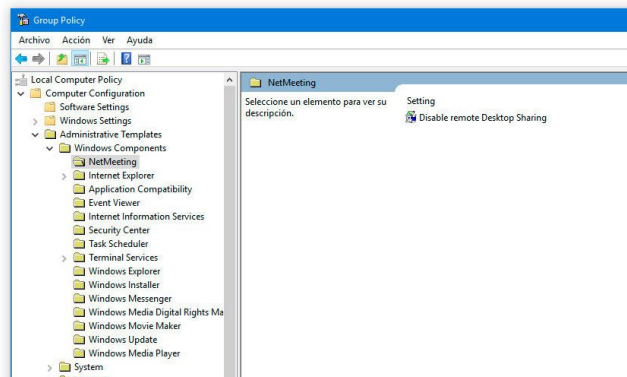 Group Policy
Archivo Acción Ver Ayuda
Local Computer Policy
Computer Configuration
Software Settings
Windows Settings
Administrative Templates
Windows Components
NetMeeting
Internet Explorer
Application Compatibility
Event Viewer
Internet Information Services
Security Center
Task Scheduler
Terminal Services
Windows Explorer
Windows Installer
Windows Messenger
Windows Media Digital Rights Ma
Windows Movie Maker
Windows Update
Windows Media Player
System
NetMeeting
Seleccione un elemento para ver su
descripción.
Setting
Disable remote Desktop Sharing